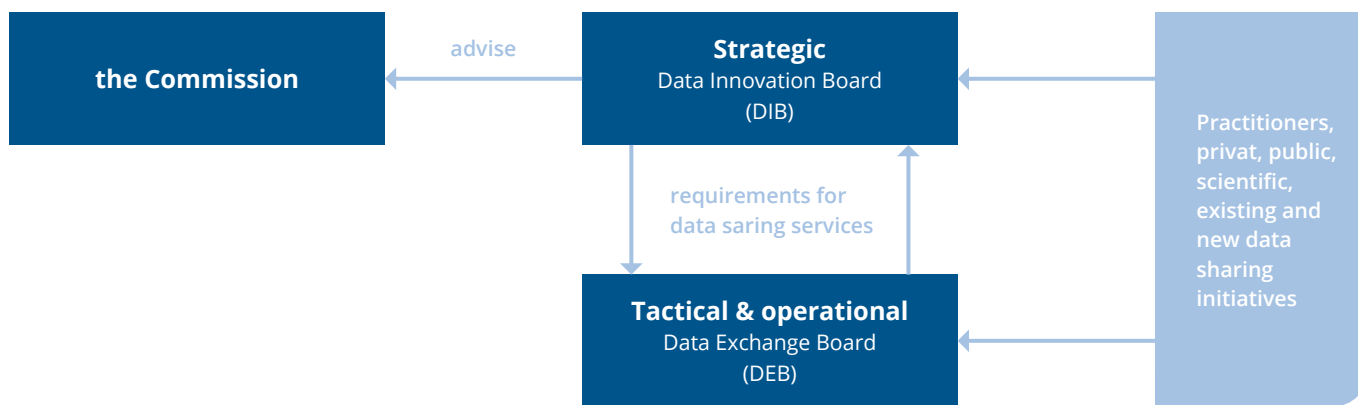 the Commission
advise
Strategic
Data Innovation Board
(DIB)
requirements for
data saring services
Tactical & operational
Data Exchange Board
(DEB)
Practitioners,
privat, public,
scientific,
existing and
new data
sharing
initiatives